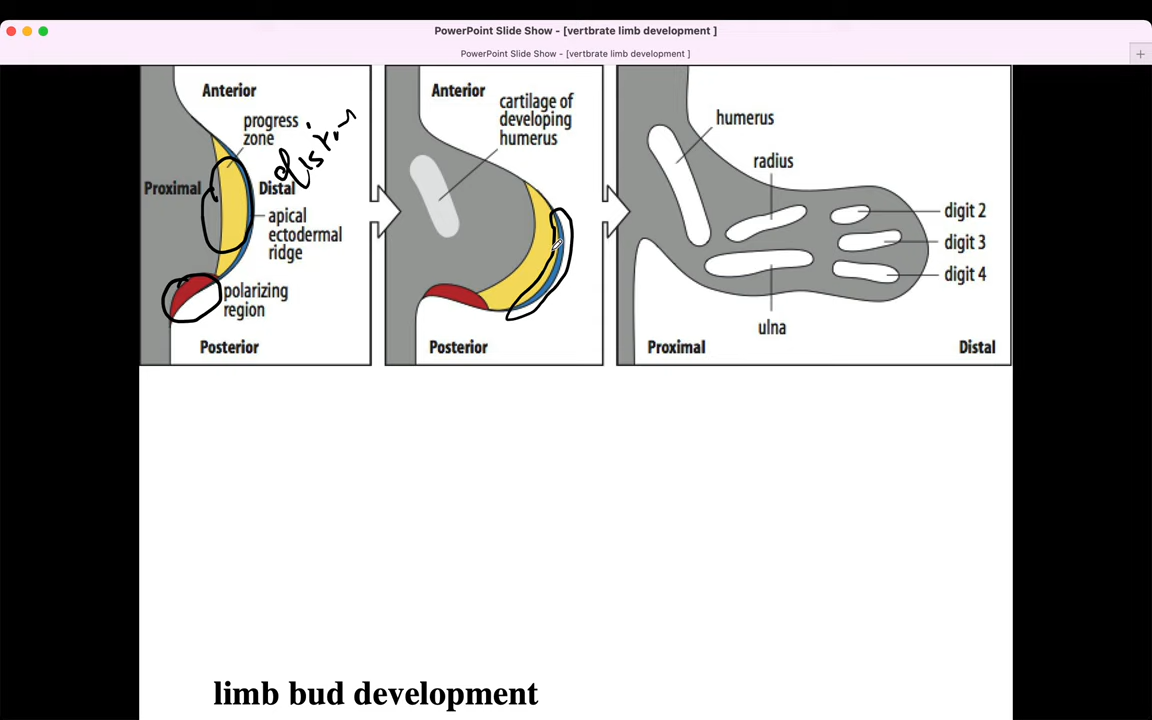 PowerPoint Slide Show - [vertbrate limb development ]
PowerPoint Slide Show - [vertbrate limb development ]
Anterior
progress
zone
Proximal
Distal
apical
ectodermal
ridge
polarizing
region
Posterior
Anterior
cartilage of
developing
humerus
Posterior
humerus
radius
digit 2
digit 3
digit 4
ulna
Proximal
Distal
limb bud development